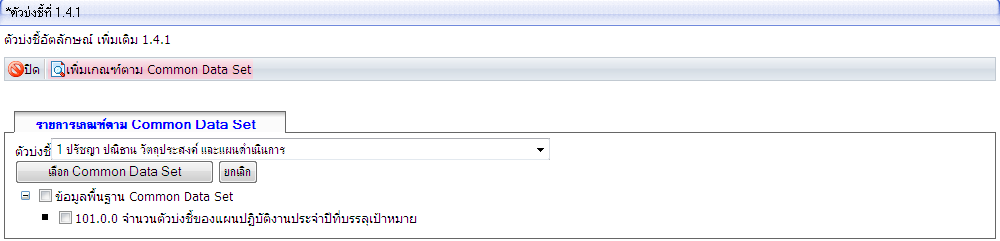 *ตัวบ่งชี้ที่ 1.4.1
ตัวบ่งชี้อัตลักษณ์ เพิ่มเติม 1.4.1
ปิด เพิ่มเกณฑ์ตาม Common Data Set
รายการเกณฑ์ตาม Common Data Set
ตัวบ่งชี้ 1 ปรัชญา ปณิธาน วัตถุประสงค์ และแผนดำเนินการ
เลือก Common Data Set ยกเลิก
ข้อมูลพื้นฐาน Common Data Set
101.0.0 จำนวนตัวบ่งชี้ของแผนปฏิบัติงานประจำปีที่บรรลุเป้าหมาย